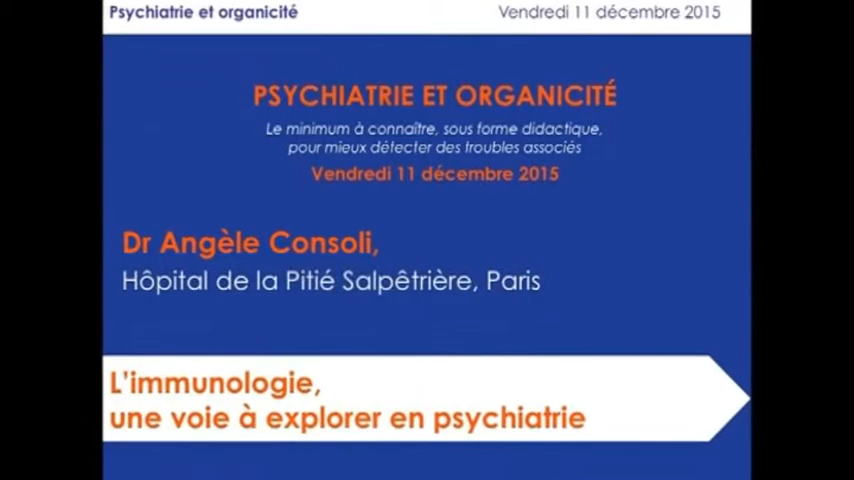 Psychiatrie et organicité
Vendredi 11 décembre 2015
PSYCHIATRIE ET ORGANICITÉ
Le minimum à connaître, sous forme didactique,
pour mieux détecter des troubles associés
Vendredi 11 décembre 2015
Dr Angèle Consoli,
Hôpital de la Pitié Salpêtrière, Paris
L'immunologie,
une voie à explorer en psychiatrie